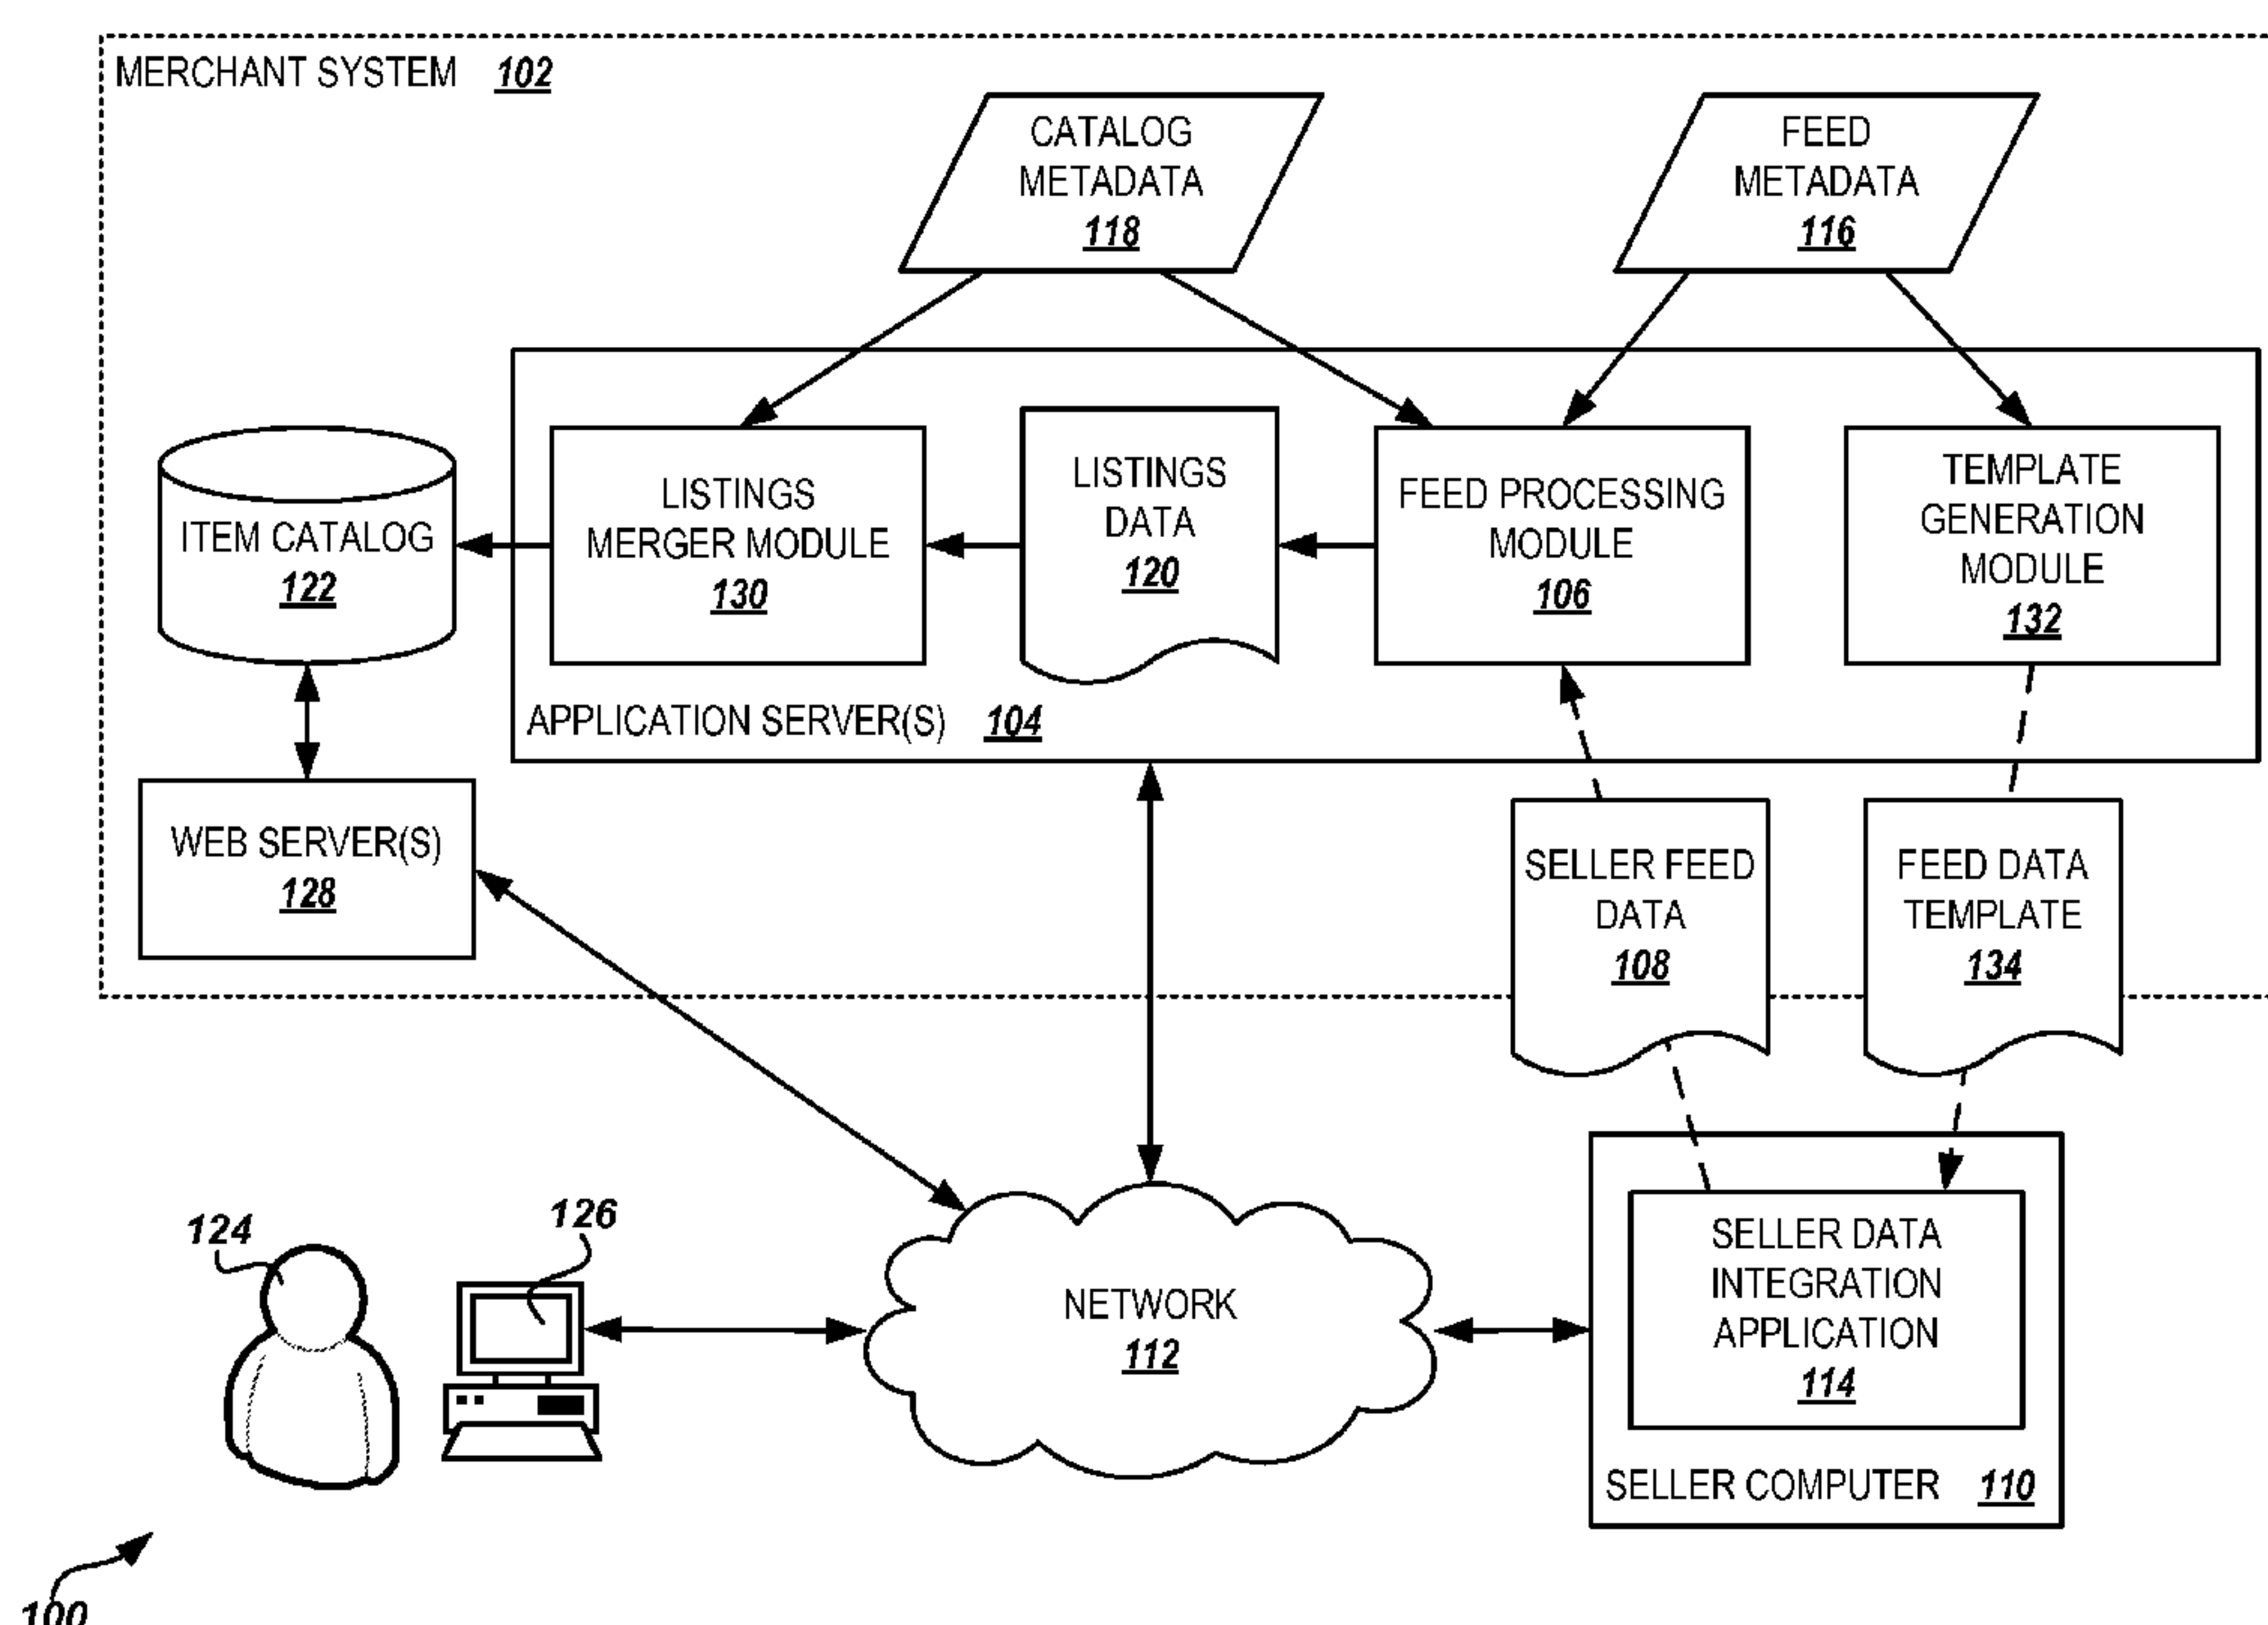 MERCHANT SYSTEM 102
CATALOG
METADATA
118
FEED
METADATA
116
ITEM CATALOG
122
LISTINGS
MERGER MODULE
130
LISTINGS
DATA
120
FEED PROCESSING
MODULE
106
TEMPLATE
GENERATION
MODULE
132
APPLICATION SERVER(S) 104
WEB SERVER(S)
128
SELLER FEED
DATA
108
FEED DATA
TEMPLATE
134
124
126
NETWORK
112
SELLER DATA
INTEGRATION
APPLICATION
114
SELLER COMPUTER 110
100